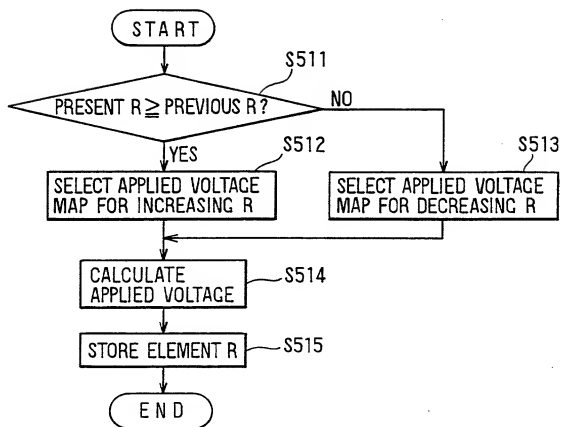 START
S511
PRESENT R ≧ PREVIOUS R?
NO
YES
S512
S513
SELECT APPLIED VOLTAGE
MAP FOR INCREASING R
SELECT APPLIED VOLTAGE
MAP FOR DECREASING R
CALCULATE
APPLIED VOLTAGE
S514
STORE ELEMENT R
S515
END